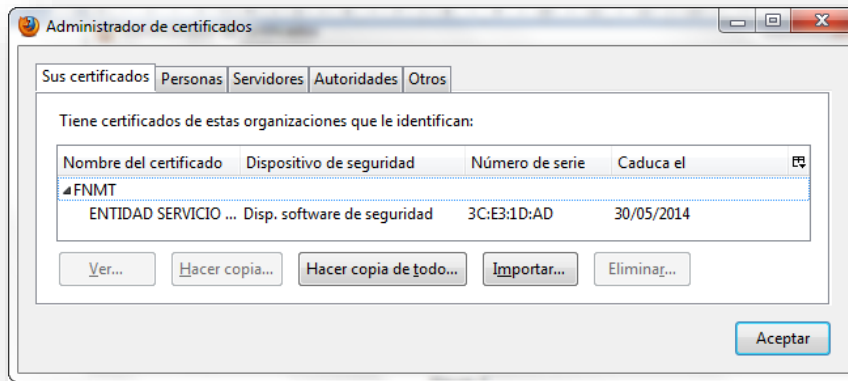 Administrador de certificados
Sus certificados Personas Servidores Autoridades Otros
Tiene certificados de estas organizaciones que le identifican:
Nombre del certificado Dispositivo de seguridad Número de serie Caduca el
FNMT
ENTIDAD SERVICIO ... Disp. software de seguridad 3C:E3:1D:AD 30/05/2014
Ver... Hacer copia... Hacer copia de todo... Importar... Eliminar...
Aceptar